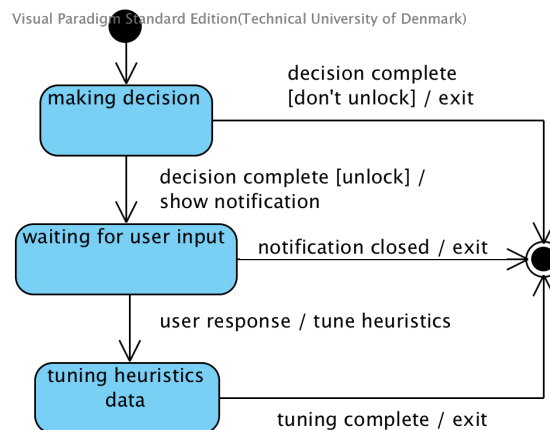 Visual Paradigm Standard Edition(Technical University of Denmark)
decision complete
[don't unlock] / exit
making decision
decision complete [unlock] /
show notification
waiting for user input
notification closed / exit
user response / tune heuristics
tuning heuristics
data
tuning complete / exit